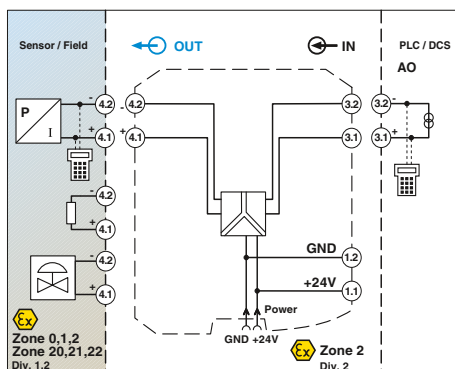 Sensor / Field
OUT
IN
PLC / DCS
AO
P
I
-
4.2
-
4.2
3.2
3.2
-
+
4.1
+
4.1
3.1
3.1
+
-
4.2
+
4.1
GND
1.2
-
4.2
+24V
1.1
+
4.1
Power
GND +24V
Ex
Zone 0,1,2
Zone 20,21,22
Div. 1,2
Ex
Zone 2
Div. 2